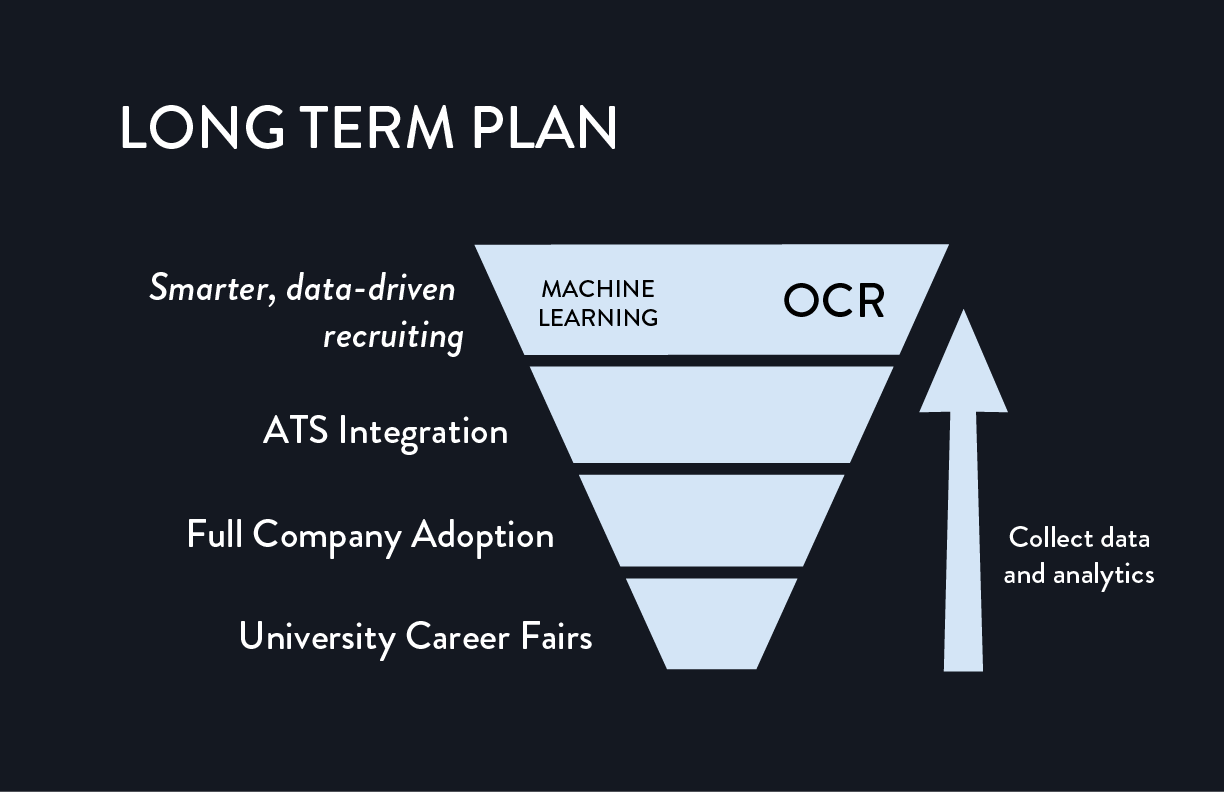 LONG TERM PLAN
Smarter, data-driven
recruiting
MACHINE
LEARNING
OCR
ATS Integration
Full Company Adoption
University Career Fairs
Collect data
and analytics